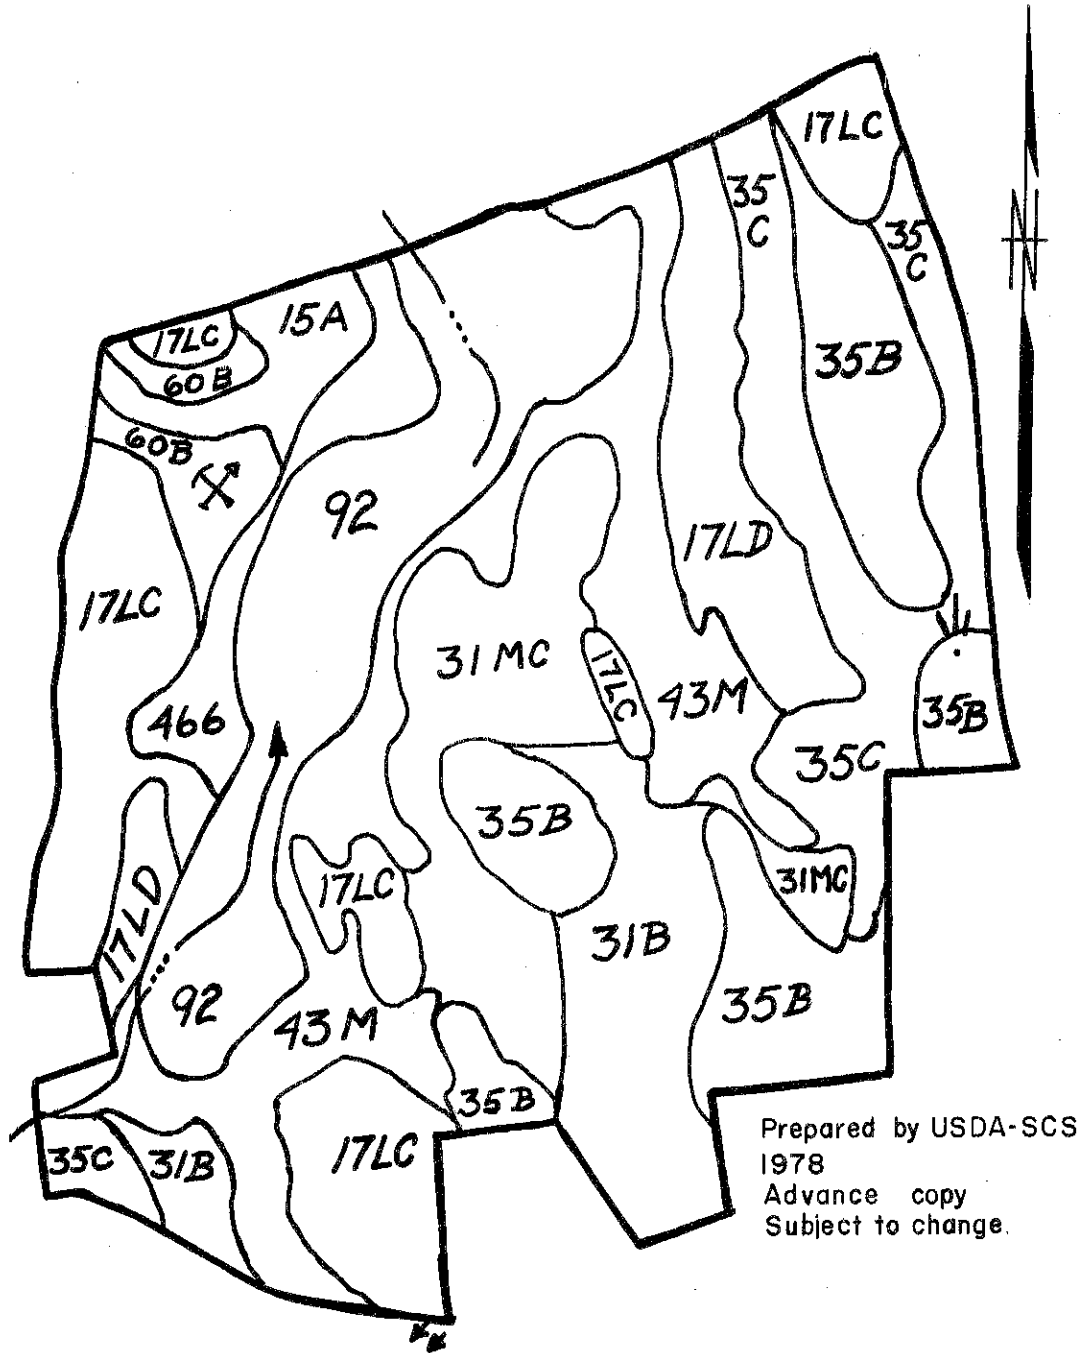 17LC
35
C
35
C
N
15A
17LC
60B
35B
60B
92
17LD
17LC
31MC
17LC
43M
466
35B
35C
35B
17LC
31MC
17LD
31B
92
35B
43M
35B
17LC
35C
31B
Prepared by USDA-SCS
1978
Advance copy
Subject to change.